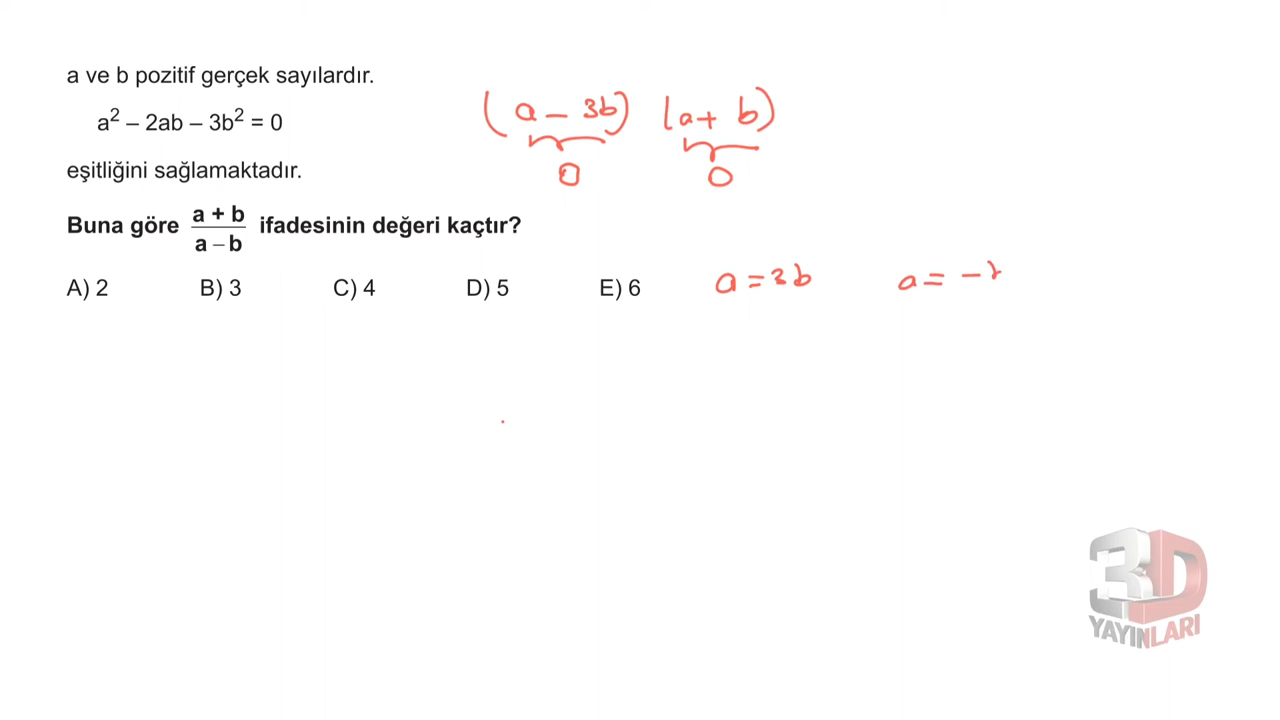 a ve b pozitif gerçek sayılardır.
a² – 2ab – 3b² = 0
eşitliğini sağlamaktadır.
Buna göre a + b / a – b ifadesinin değeri kaçtır?
A) 2 B) 3 C) 4 D) 5 E) 6
(a – 3b) (a + b)
0 0
a = 3b a = –
3D
YAYINLARI